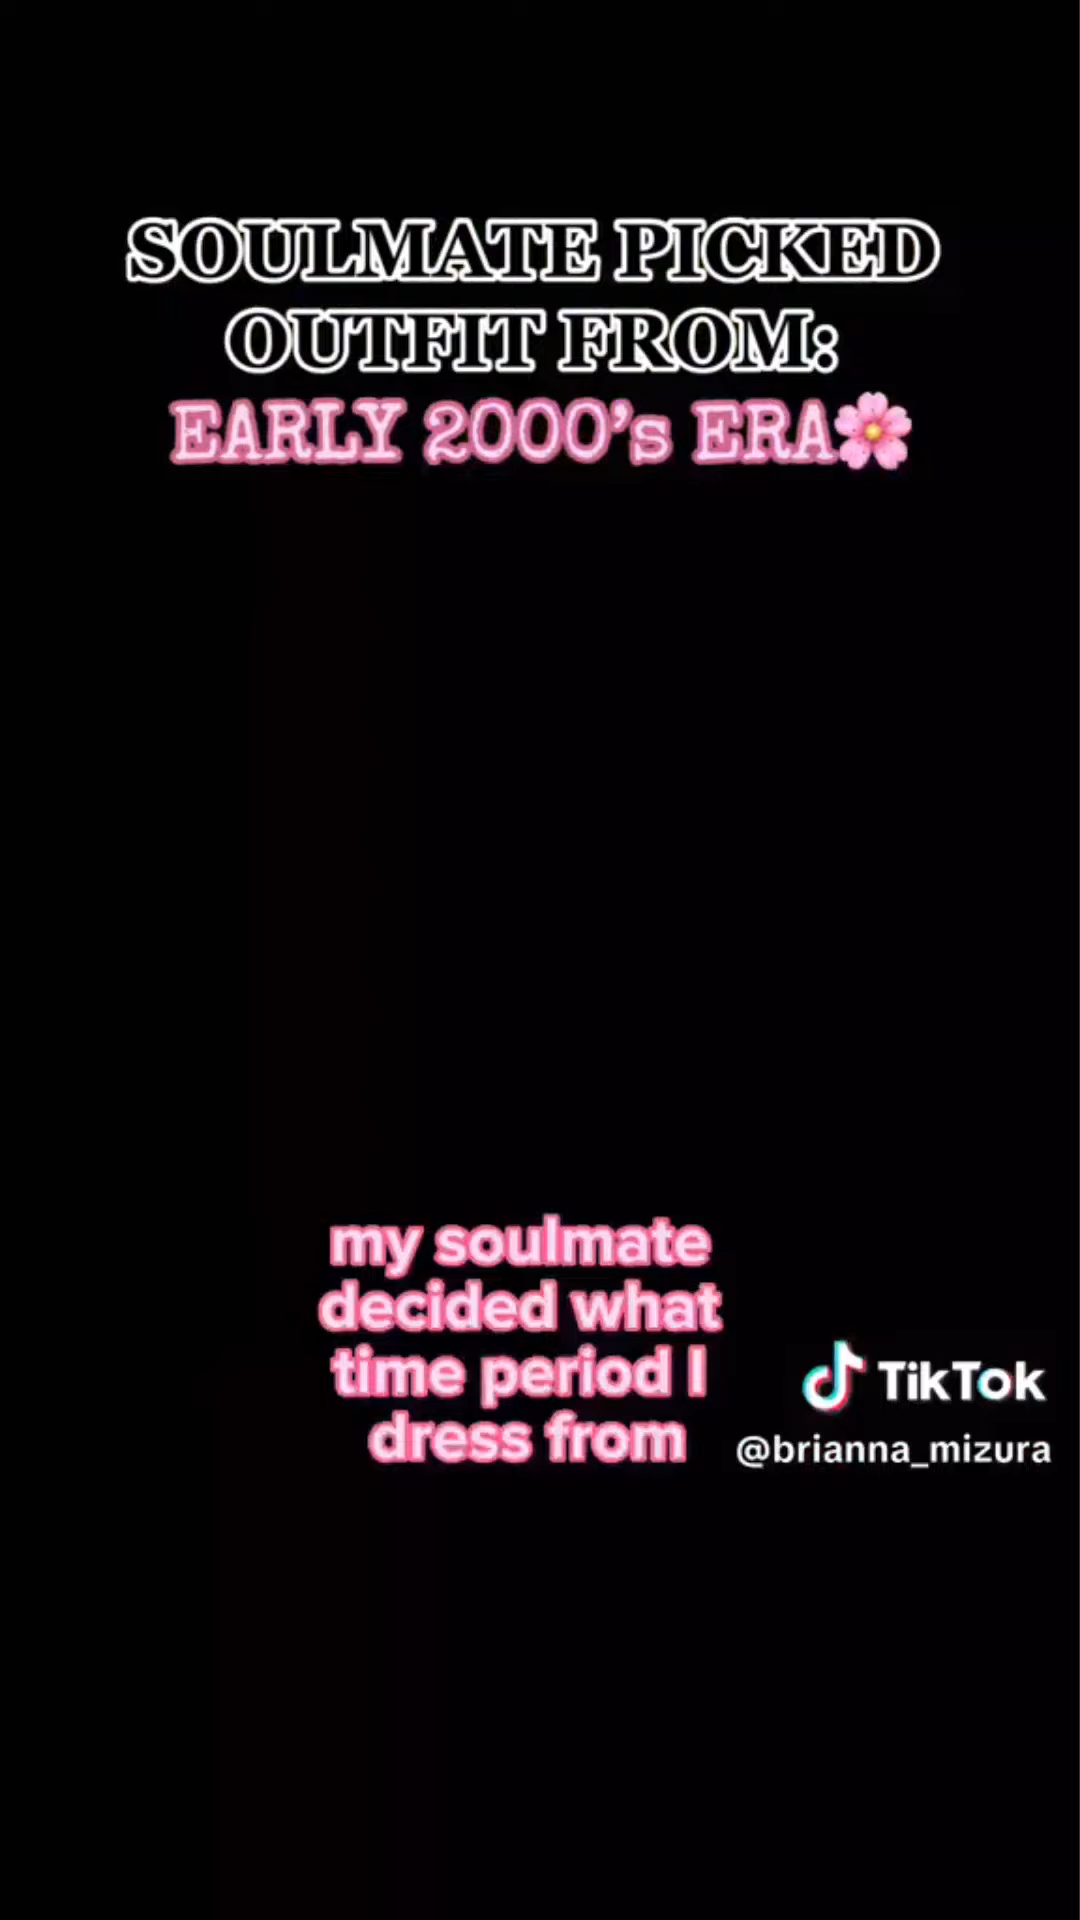 SOULMATE PICKED
OUTFIT FROM:
EARLY 2000's ERA🌸
my soulmate
decided what
time period I
dress from
TikTok
@brianna_mizura